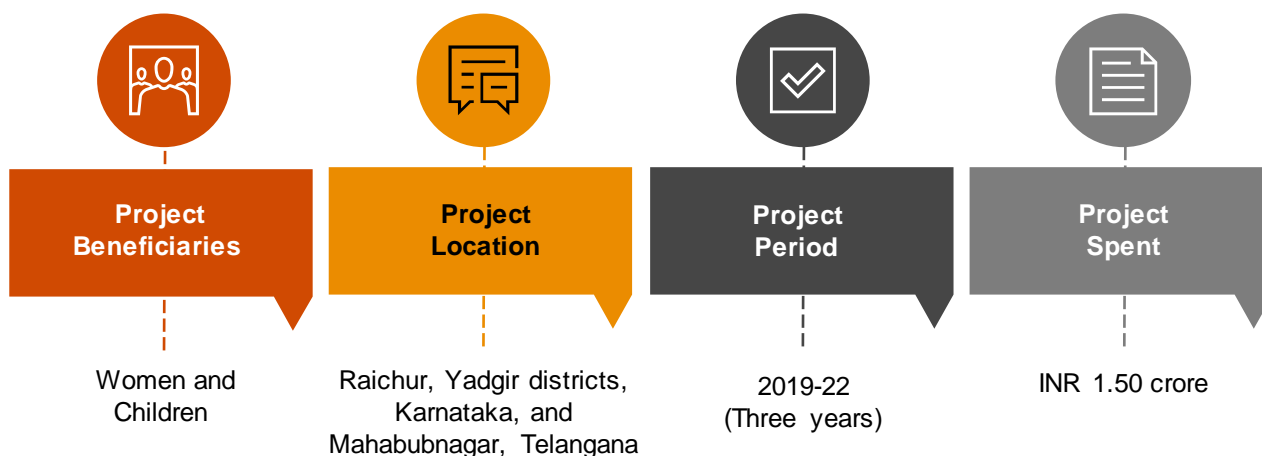 Project
Beneficiaries
Project
Location
Project
Period
Project
Spent
Women and
Children
Raichur, Yadgir districts,
Karnataka, and
Mahabubnagar, Telangana
2019-22
(Three years)
INR 1.50 crore